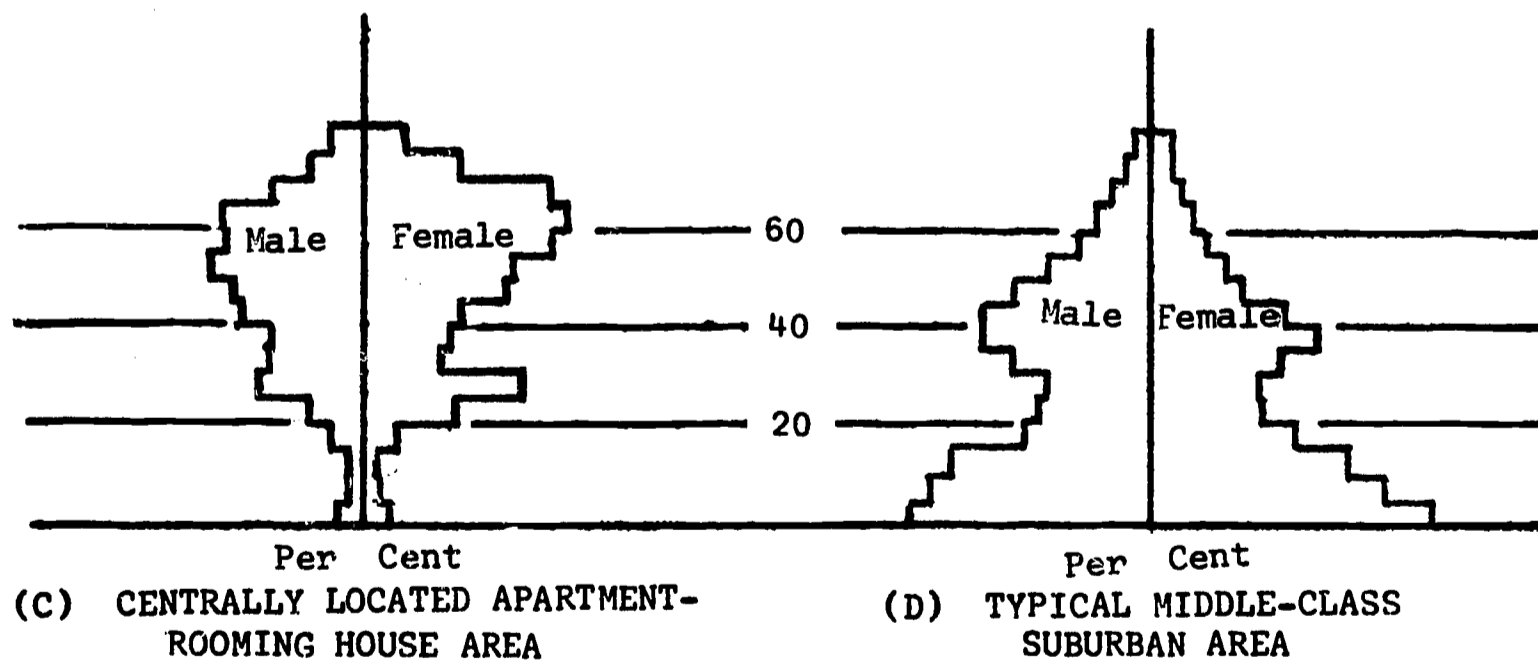 Male Female
60
40
20
Per Cent
(C) CENTRALLY LOCATED APARTMENT-
ROOMING HOUSE AREA
Male Female
Per Cent
(D) TYPICAL MIDDLE-CLASS
SUBURBAN AREA